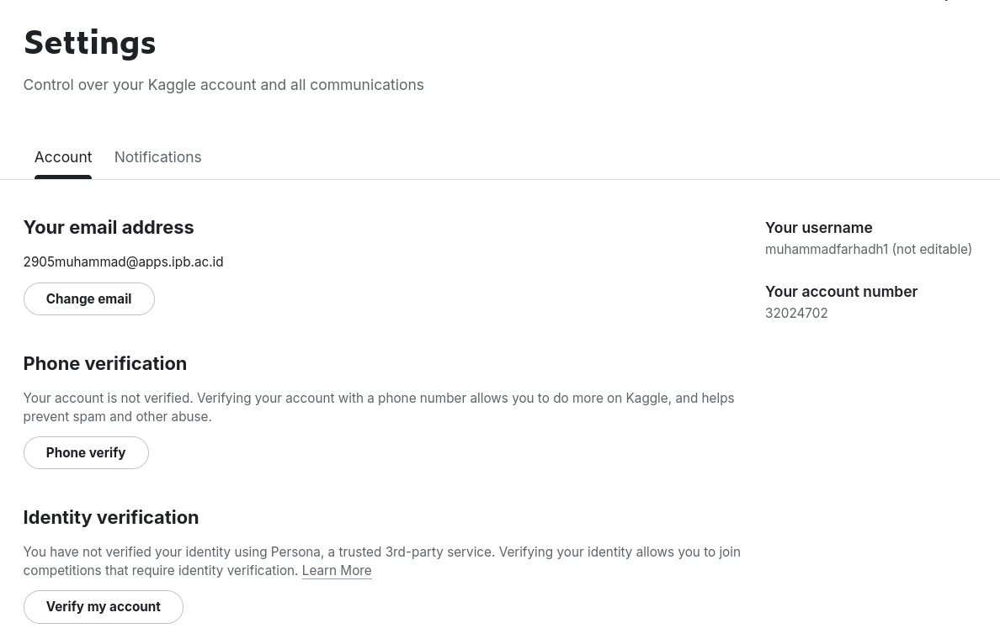 Settings
Control over your Kaggle account and all communications
Account
Notifications
Your email address
2905muhammad@apps.ipb.ac.id
Change email
Phone verification
Your account is not verified. Verifying your account with a phone number allows you to do more on Kaggle, and helps
prevent spam and other abuse.
Phone verify
Identity verification
You have not verified your identity using Persona, a trusted 3rd-party service. Verifying your identity allows you to join
competitions that require identity verification. Learn More
Verify my account
Your username
muhammadfarhadh1 (not editable)
Your account number
32024702